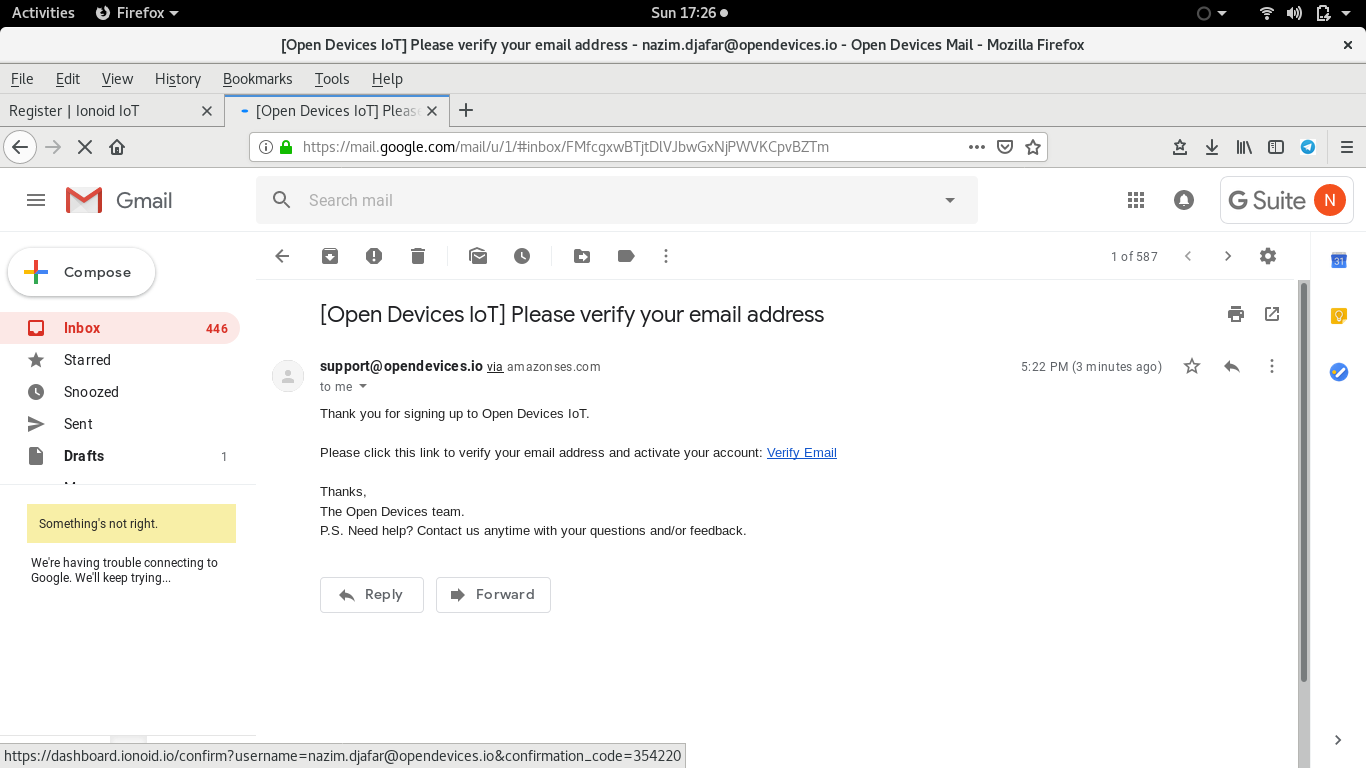 Activities Firefox Sun 17:26
[Open Devices IoT] Please verify your email address - nazim.djafar@opendevices.io - Open Devices Mail - Mozilla Firefox
File Edit View History Bookmarks Tools Help
Register | Ionoid IoT [Open Devices IoT] Pleas
https://mail.google.com/mail/u/1/#inbox/FMfcgxwBTjtDlVJbwGxNjPWVKCpvBZTm
Gmail Search mail G Suite N
Compose 1 of 587
31
Inbox 446
Starred
Snoozed
Sent
Drafts 1
Something's not right.
We're having trouble connecting to
Google. We'll keep trying...
[Open Devices IoT] Please verify your email address
support@opendevices.io via amazonses.com 5:22 PM (3 minutes ago)
to me
Thank you for signing up to Open Devices IoT.
Please click this link to verify your email address and activate your account: Verify Email
Thanks,
The Open Devices team.
P.S. Need help? Contact us anytime with your questions and/or feedback.
Reply Forward
https://dashboard.ionoid.io/confirm?username=nazim.djafar@opendevices.io&confirmation_code=354220